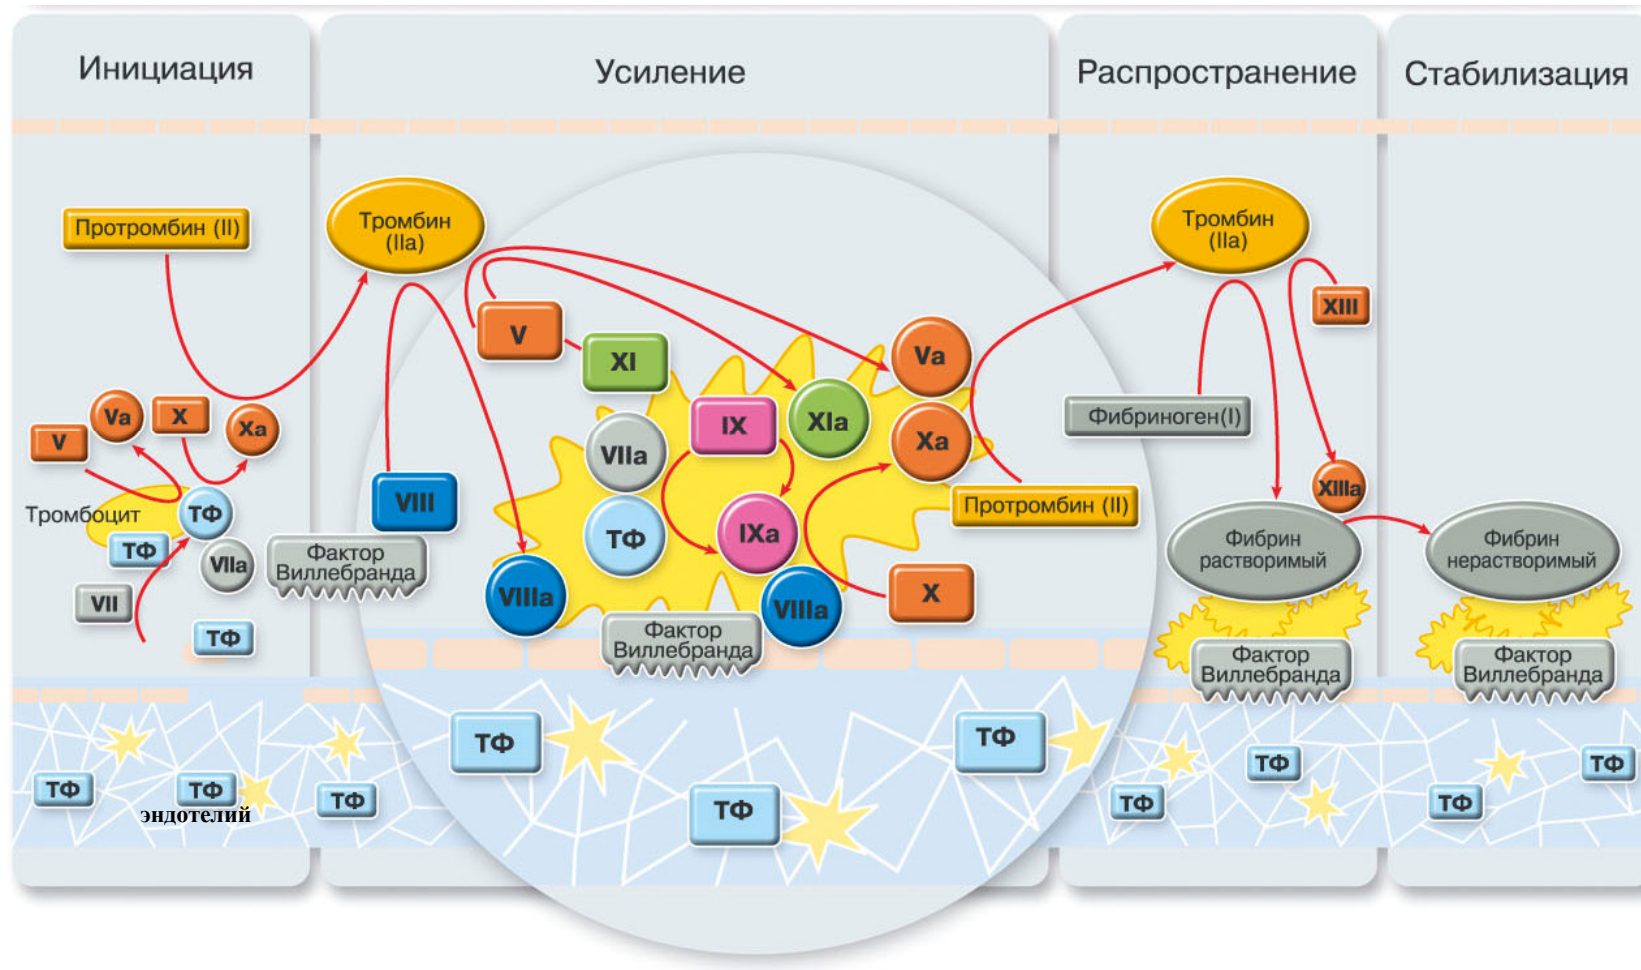 Инициация
Усиление
Распространение
Стабилизация
Протромбин (II)
Тромбин
(IIa)
V
Va
X
Xa
Тромбоцит
ТФ
ТФ
VIIa
VII
ТФ
ТФ
ТФ
эндотелий
ТФ
V
XI
VIII
Фактор
Виллебранда
VIIa
ТФ
IX
XIa
IXa
Va
Xa
Протромбин (II)
X
VIIIa
VIIIa
Фактор
Виллебранда
ТФ
ТФ
ТФ
Тромбин
(IIa)
XIII
Фибриноген(I)
XIIIa
Фибрин
растворимый
Фактор
Виллебранда
ТФ
ТФ
Фибрин
нерастворимый
Фактор
Виллебранда
ТФ
ТФ